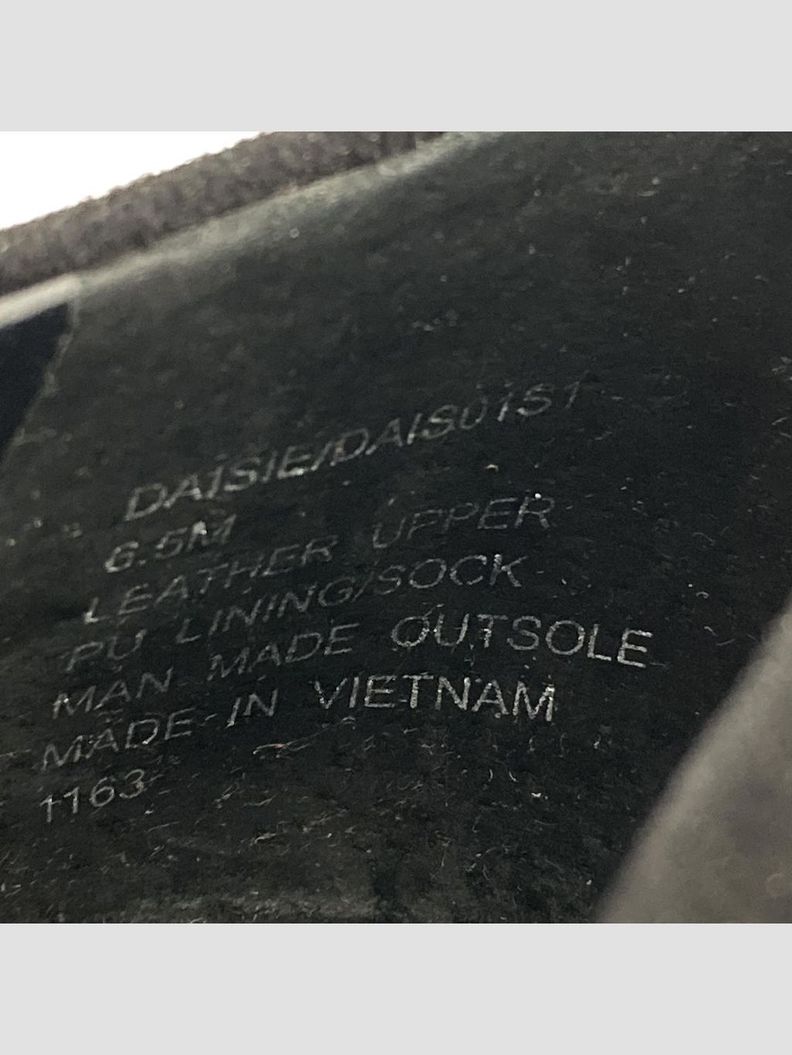 DAISIE/DAIS01S1
6.5M
LEATHER UPPER
PU LINING/SOCK
MAN MADE OUTSOLE
MADE IN VIETNAM
1163